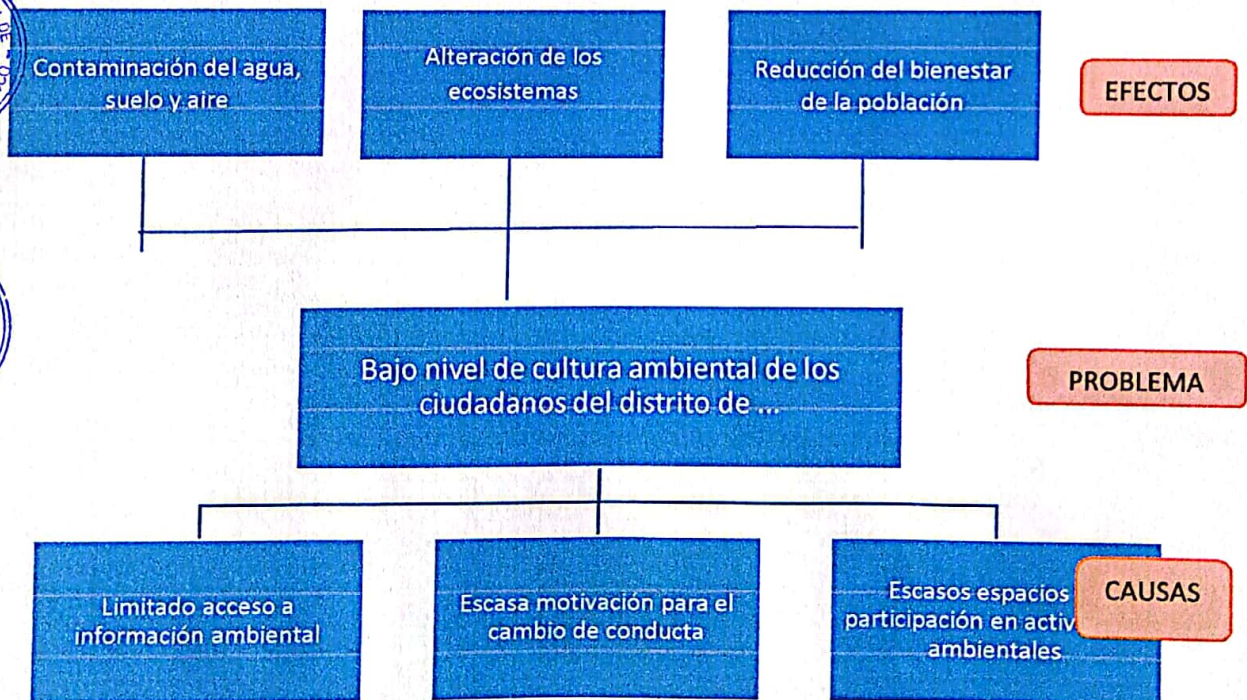 Contaminación del agua,
suelo y aire
Alteración de los
ecosistemas
Reducción del bienestar
de la población
EFECTOS
Bajo nivel de cultura ambiental de los
ciudadanos del distrito de ...
PROBLEMA
Limitado acceso a
información ambiental
Escasa motivación para el
cambio de conducta
Escasos espacios
participación en activ
ambientales
CAUSAS